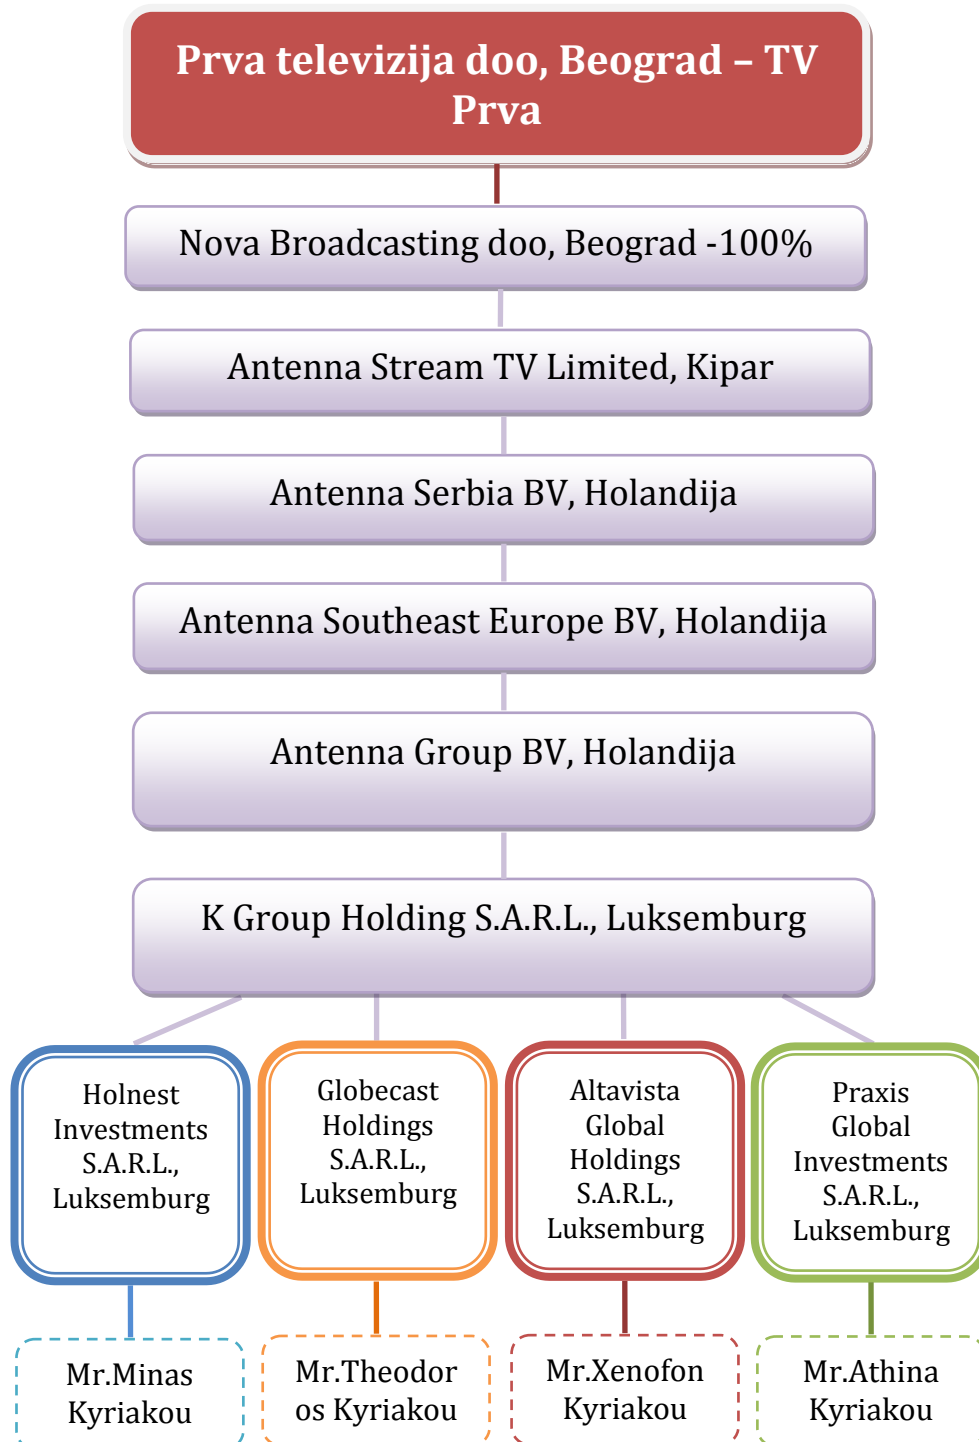 Prva televizija doo, Beograd – TV
Prva
Nova Broadcasting doo, Beograd -100%
Antenna Stream TV Limited, Kipar
Antenna Serbia BV, Holandija
Antenna Southeast Europe BV, Holandija
Antenna Group BV, Holandija
K Group Holding S.A.R.L., Luksemburg
Holnest
Investments
S.A.R.L.,
Luksemburg
Globecast
Holdings
S.A.R.L.,
Luksemburg
Altavista
Global
Holdings
S.A.R.L.,
Luksemburg
Praxis
Global
Investments
S.A.R.L.,
Luksemburg
Mr.Minas
Kyriakou
Mr.Theodor
os Kyriakou
Mr.Xenofon
Kyriakou
Mr.Athina
Kyriakou